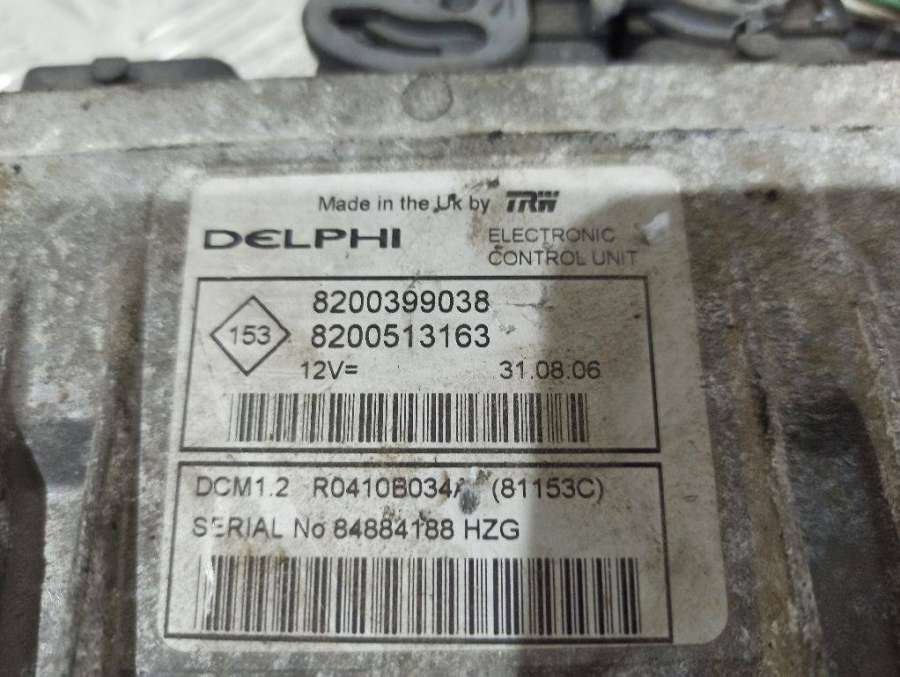 Made in the Uk by TRW
DELPHI
ELECTRONIC
CONTROL UNIT
153
8200399038
8200513163
12V= 31.08.06
DCM1.2 R0410B034A (81153C)
SERIAL No 84884188 HZG